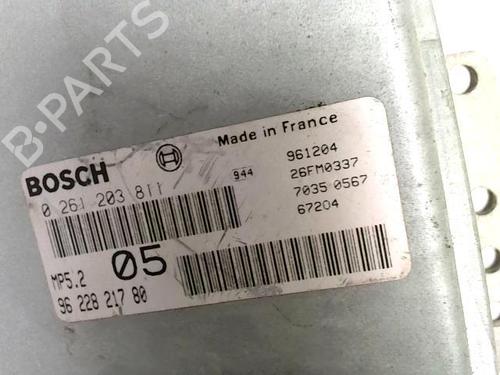 B-PARTS
Made in France
BOSCH
944
961204
0 261 203 811
26FM0337
7035 0567
67204
MP5.2
05
96 228 217 80